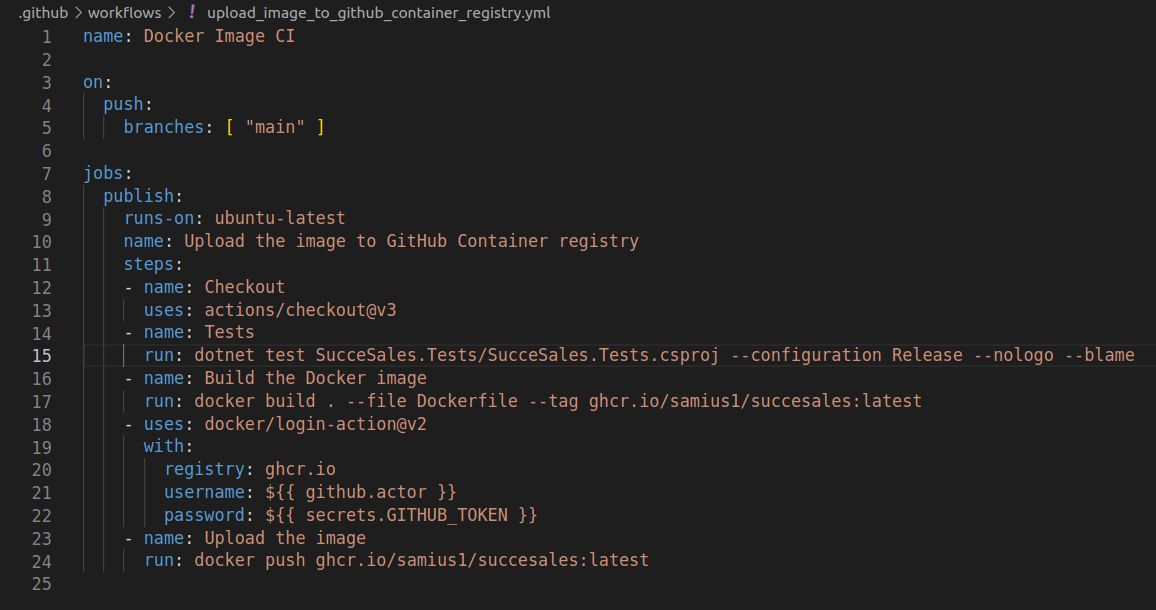 .github > workflows > ! upload_image_to_github_container_registry.yml
1 name: Docker Image CI
2
3 on:
4   push:
5     branches: [ "main" ]
6
7 jobs:
8   publish:
9     runs-on: ubuntu-latest
10     name: Upload the image to GitHub Container registry
11     steps:
12     - name: Checkout
13       uses: actions/checkout@v3
14     - name: Tests
15       run: dotnet test SucceSales.Tests/SucceSales.Tests.csproj --configuration Release --nologo --blame
16     - name: Build the Docker image
17       run: docker build . --file Dockerfile --tag ghcr.io/samius1/succesales:latest
18     - uses: docker/login-action@v2
19       with:
20         registry: ghcr.io
21         username: ${{ github.actor }}
22         password: ${{ secrets.GITHUB_TOKEN }}
23     - name: Upload the image
24       run: docker push ghcr.io/samius1/succesales:latest
25